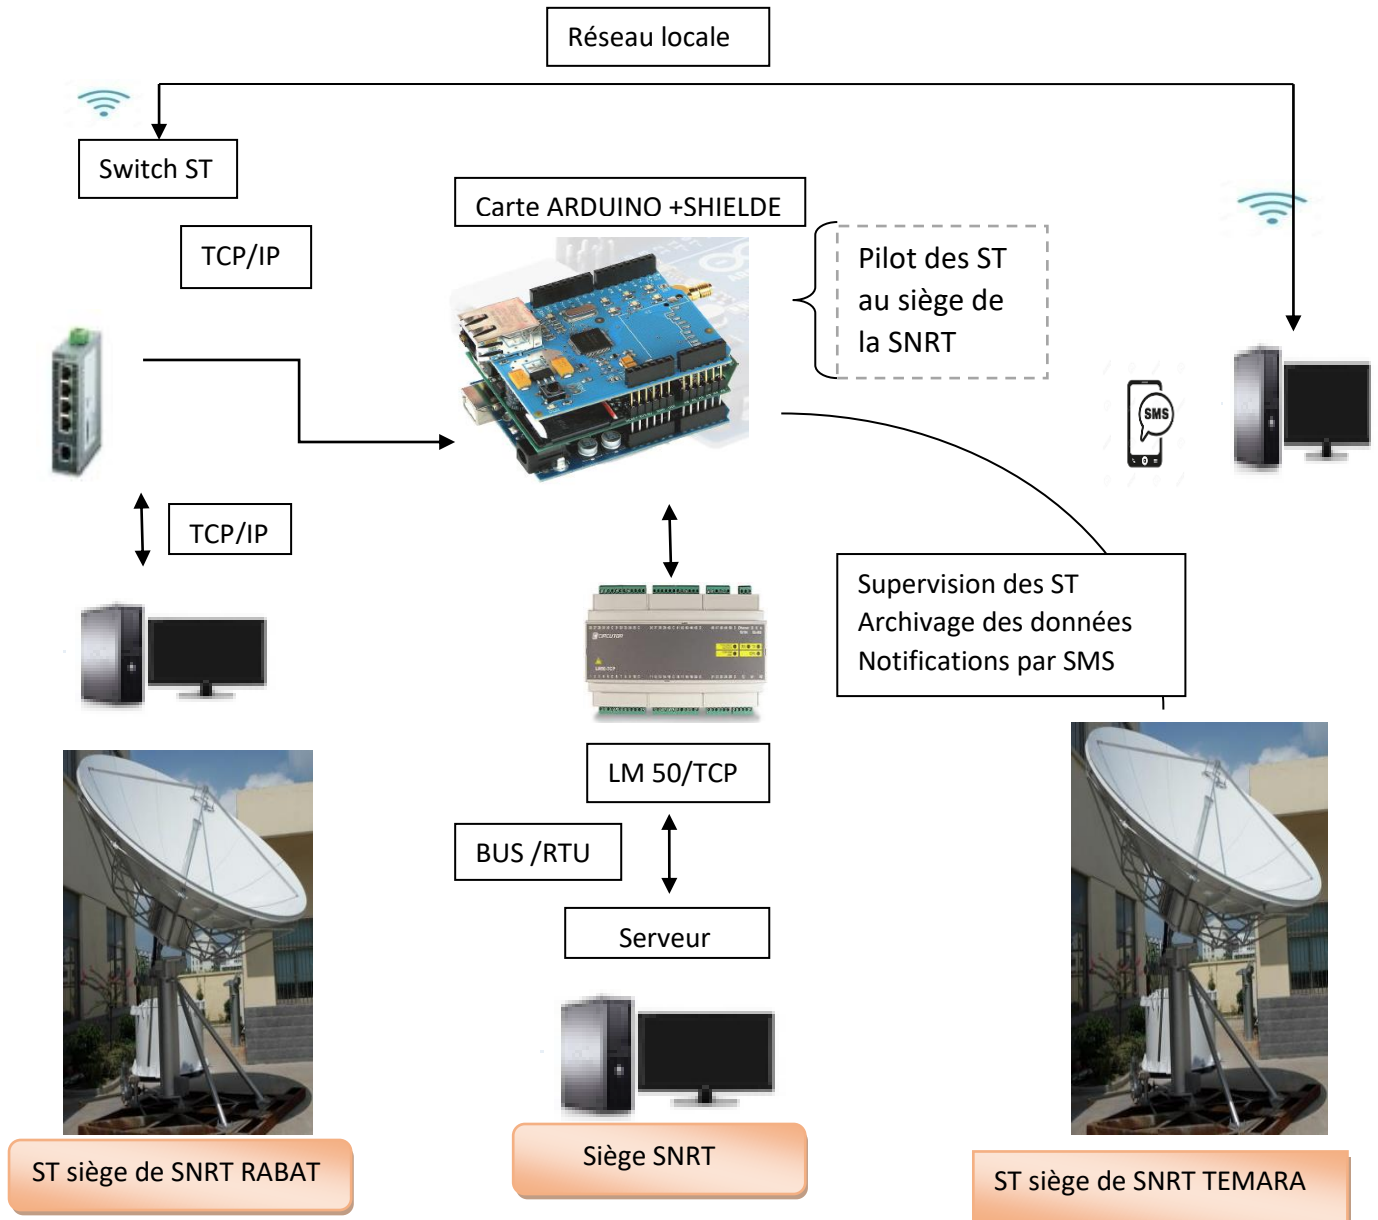 Réseau locale
Switch ST
Carte ARDUINO +SHIELDE
TCP/IP
Pilot des ST
au siège de
la SNRT
SMS
TCP/IP
Supervision des ST
Archivage des données
Notifications par SMS
CIRCUTOR
LM 50/TCP
BUS /RTU
Serveur
Siège SNRT
ST siège de SNRT RABAT
ST siège de SNRT TEMARA